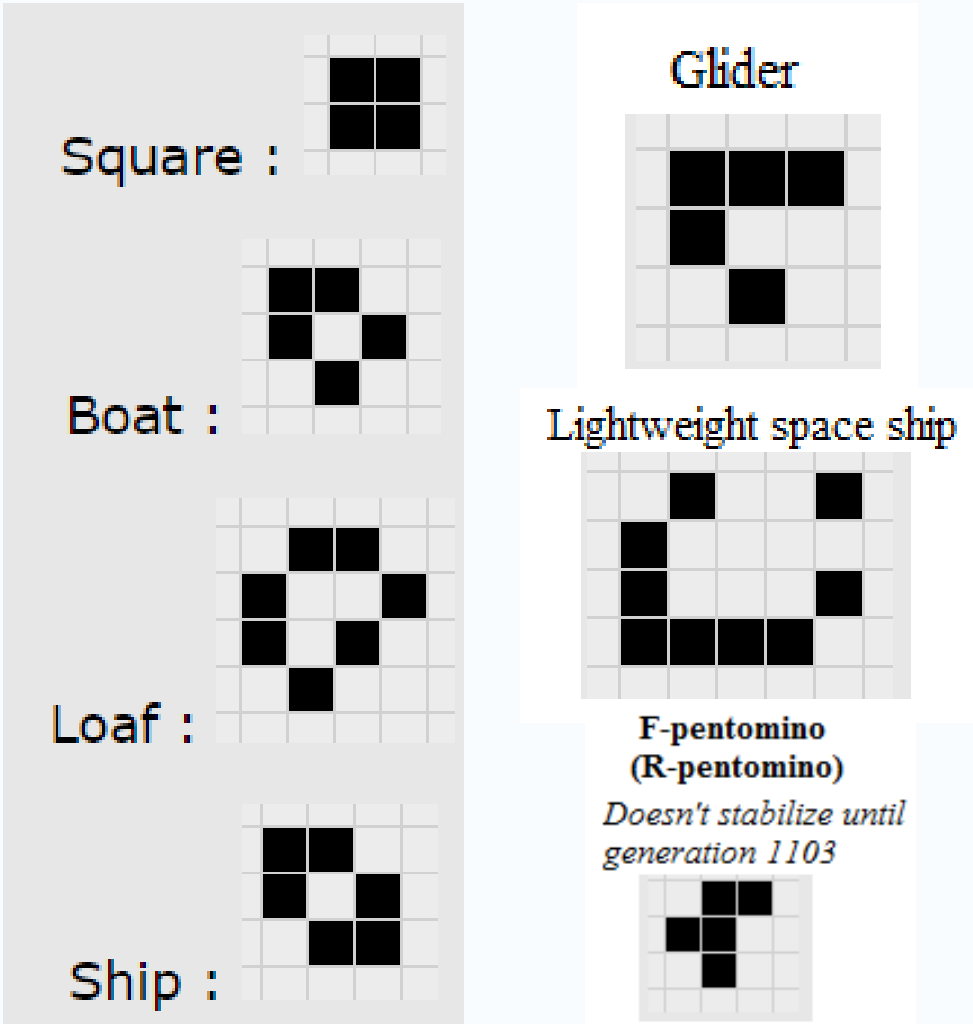 Square :
Boat :
Loaf :
Ship :
Glider
Lightweight space ship
F-pentomino
(R-pentomino)
Doesn't stabilize until
generation 1103